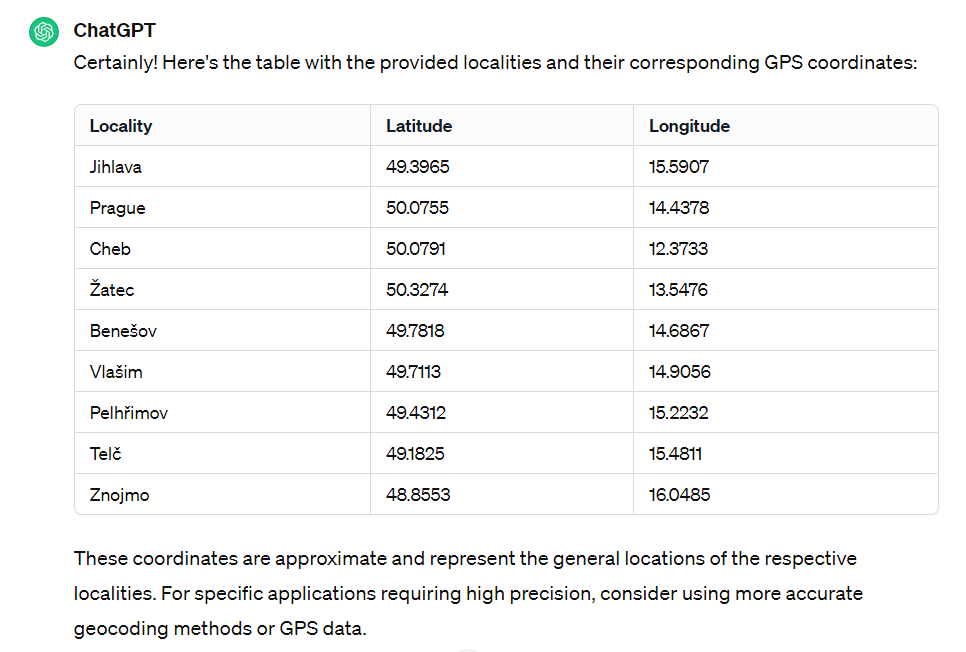 ChatGPT
Certainly! Here's the table with the provided localities and their corresponding GPS coordinates:
Locality Latitude Longitude
Jihlava 49.3965 15.5907
Prague 50.0755 14.4378
Cheb 50.0791 12.3733
Žatec 50.3274 13.5476
Benešov 49.7818 14.6867
Vlašim 49.7113 14.9056
Pelhřimov 49.4312 15.2232
Telč 49.1825 15.4811
Znojmo 48.8553 16.0485
These coordinates are approximate and represent the general locations of the respective
localities. For specific applications requiring high precision, consider using more accurate
geocoding methods or GPS data.